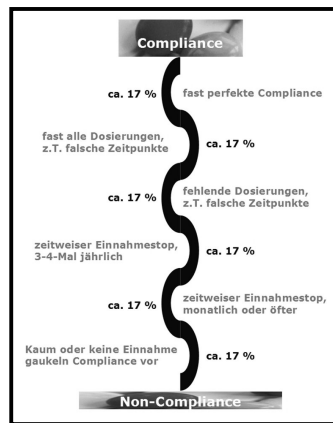 Compliance
ca. 17 %
fast perfekte Compliance
fast alle Dosierungen,
z.T. falsche Zeitpunkte
ca. 17 %
ca. 17 %
fehlende Dosierungen,
z.T. falsche Zeitpunkte
zeitweiser Einnahmestop,
3-4-Mal jährlich
ca. 17 %
ca. 17 %
zeitweiser Einnahmestop,
monatlich oder öfter
Kaum oder keine Einnahme
gaukeln Compliance vor
ca. 17 %
Non-Compliance